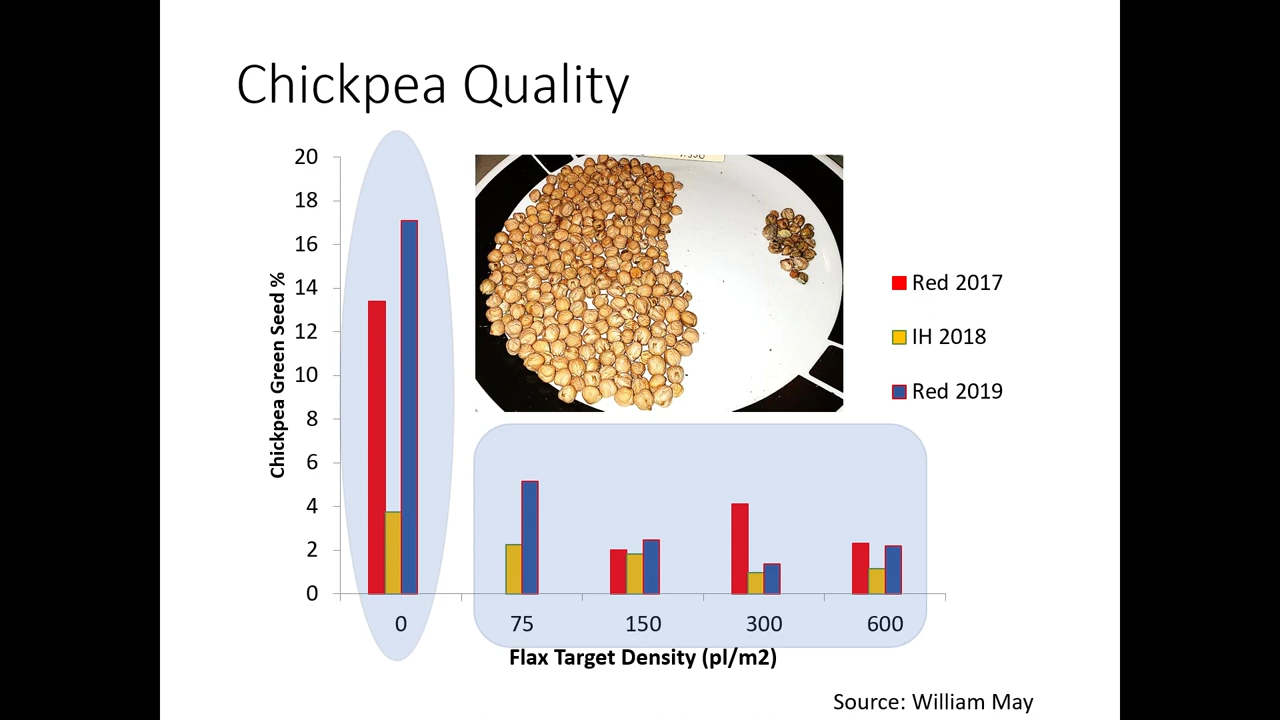 Chickpea Quality
20
18
16
14
12
10
8
6
4
2
0
Chickpea Green Seed %
0 75 150 300 600
Flax Target Density (pl/m2)
Red 2017
IH 2018
Red 2019
Source: William May